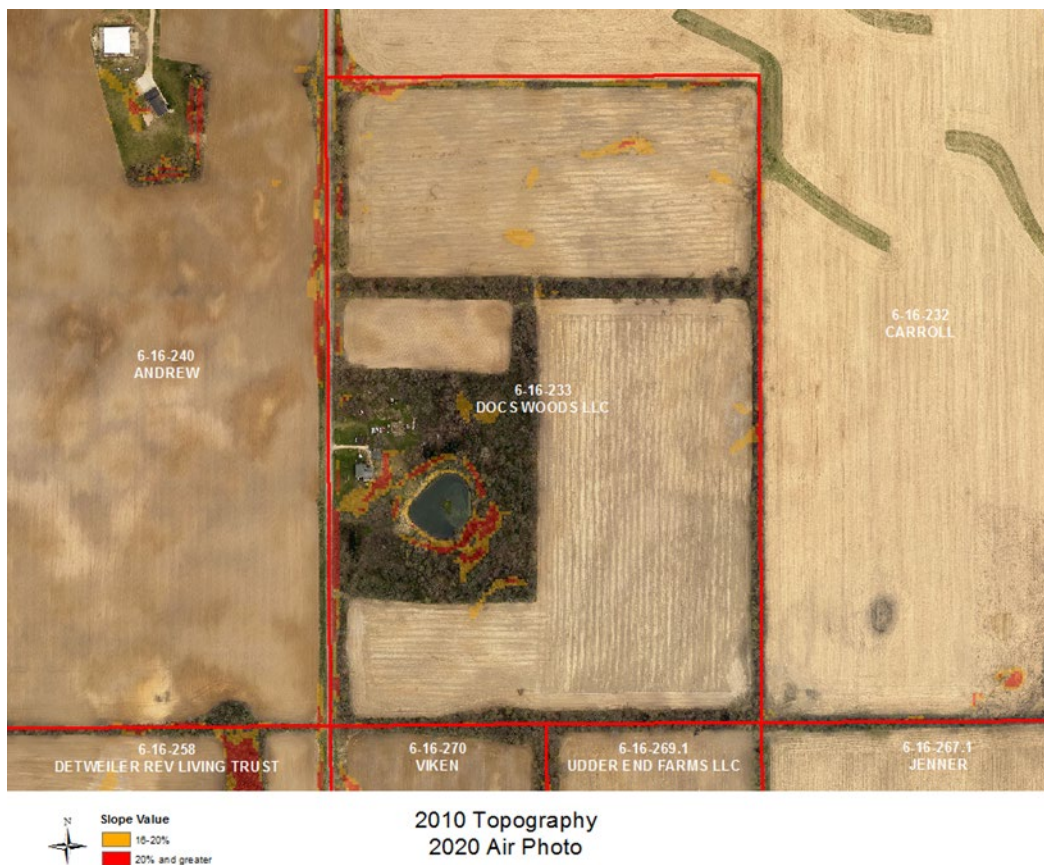 6-16-232
CARROLL
6-16-240
ANDREW
6-16-233
DOCS WOODS LLC
6-16-258
DETWEILER REV LIVING TRUST
6-16-270
VIKEN
6-16-269.1
UDDER END FARMS LLC
6-16-267.1
JENNER
N
Slope Value
16-20%
20% and greater
2010 Topography
2020 Air Photo